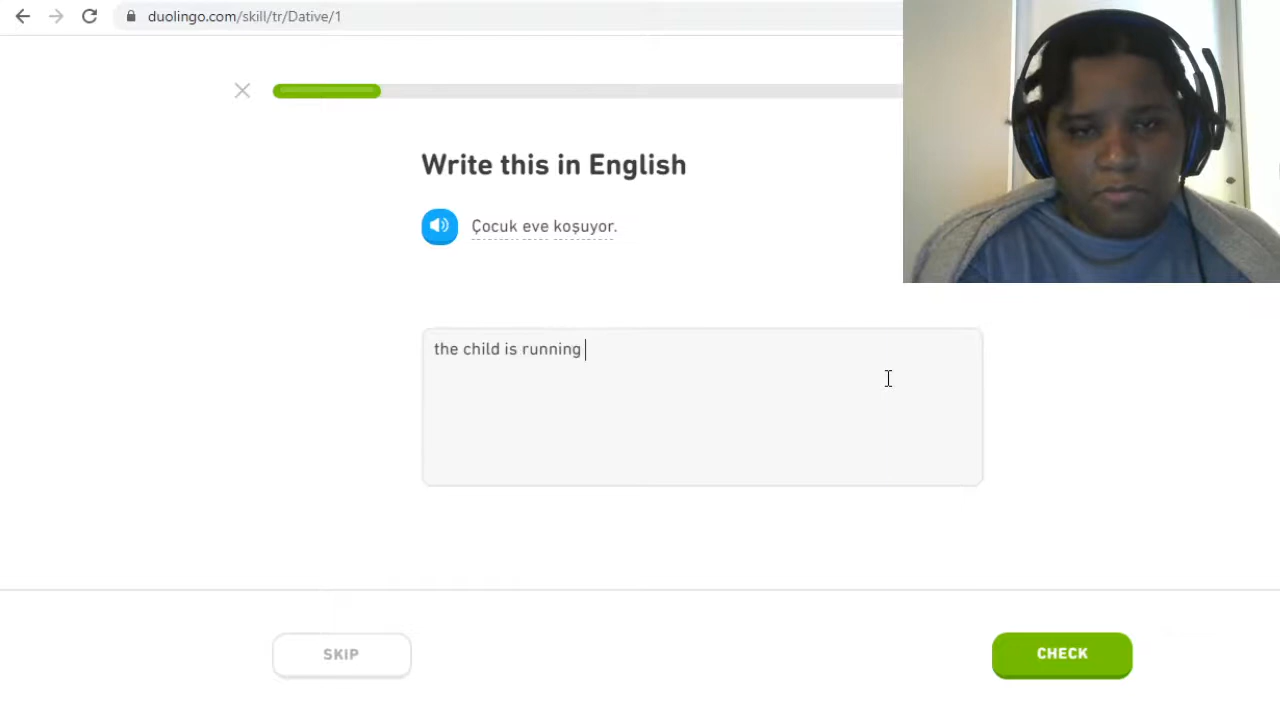 duolingo.com/skill/tr/Dative/1
Write this in English
Çocuk eve koşuyor.
the child is running
SKIP
CHECK